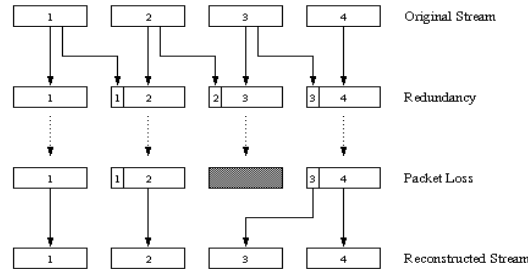 1 2 3 4 Original Stream
1 1 2 2 3 3 4 Redundancy
1 1 2 3 4 Packet Loss
1 2 3 4 Reconstructed Stream